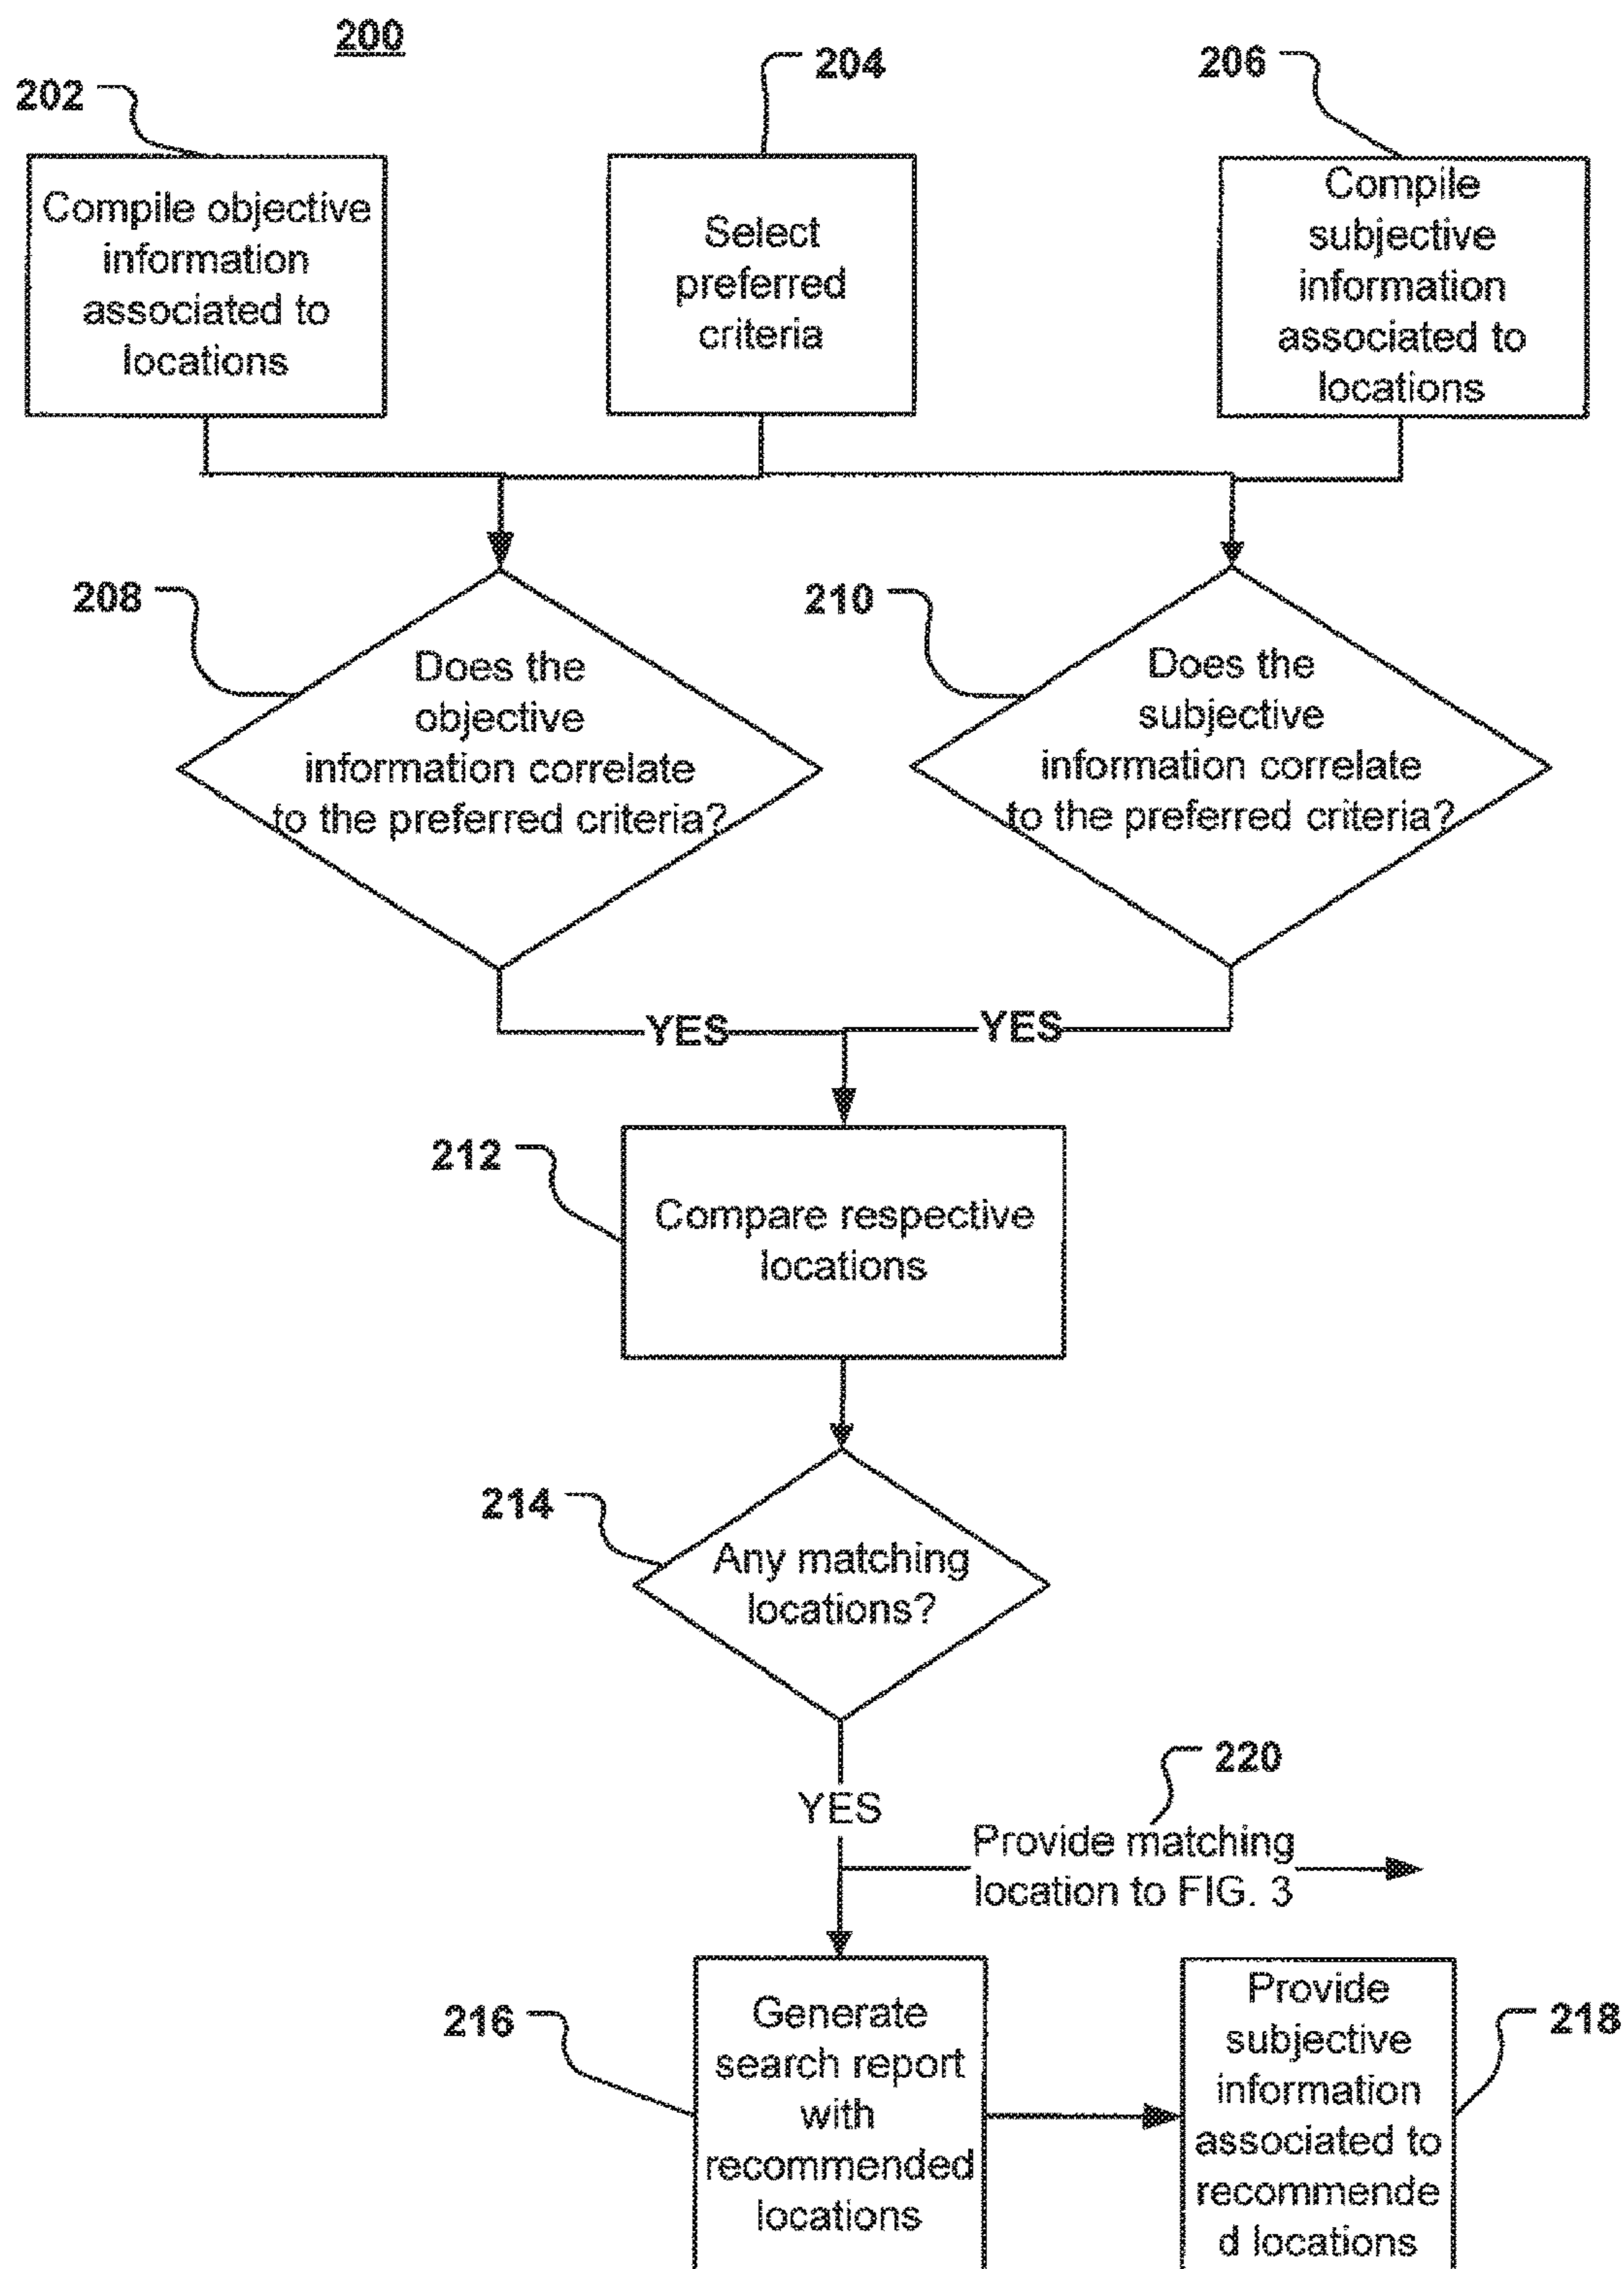 200
202
204
206
Compile objective
information
associated to
locations
Select
preferred
criteria
Compile
subjective
information
associated to
locations
208
Does the
objective
information correlate
to the preferred criteria?
210
Does the
subjective
information correlate
to the preferred criteria?
YES
YES
212
Compare respective
locations
214
Any matching
locations?
YES
220
Provide matching
location to FIG. 3
216
Generate
search report
with
recommended
locations
Provide
subjective
information
associated to
recommende
d locations
218